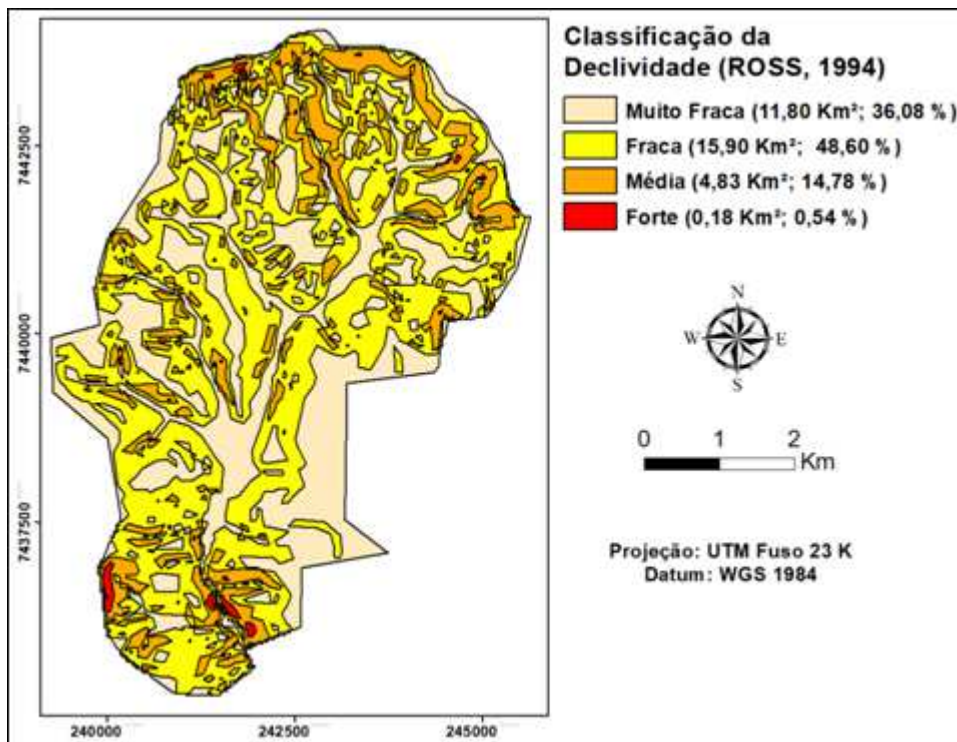 Classificação da
Declividade (ROSS, 1994)
Muito Fraca (11,80 Km²; 36,08 %)
Fraca (15,90 Km²; 48,60 %)
Média (4,83 Km²; 14,78 %)
Forte (0,18 Km²; 0,54 %)
7442500
7440000
7437500
N
W
E
S
0 1 2
Km
Projeção: UTM Fuso 23 K
Datum: WGS 1984
240000 242500 245000